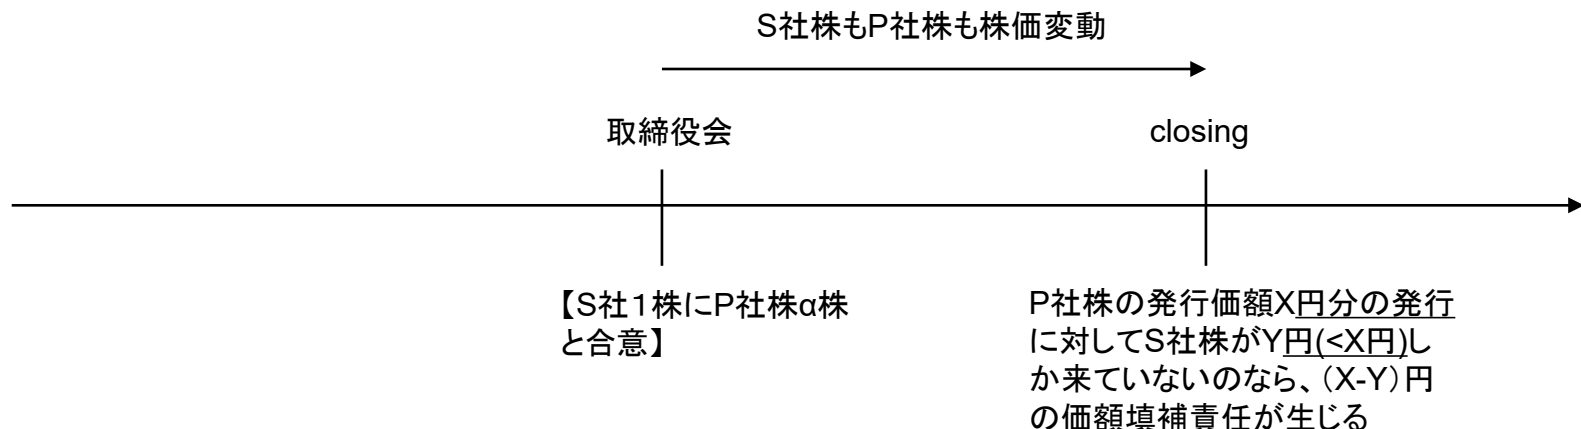 S社株もP社株も株価変動
取締役会
closing
【S社１株にP社株α株
と合意】
P社株の発行価額X円分の発行
に対してS社株がY円(<X円)し
か来ていないのなら、（X-Y）円
の価額填補責任が生じる